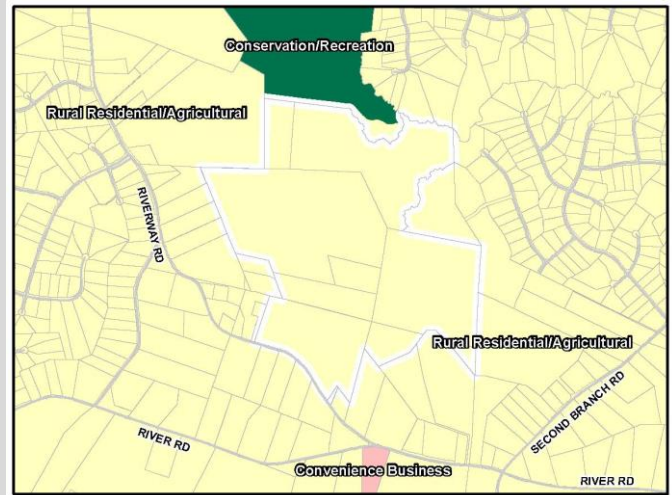 Conservation/Recreation
Rural Residential/Agricultural
RIVERWAY RD
Rural Residential/Agricultural
SECOND BRANCH RD
RIVER RD
Convenience Business
RIVER RD